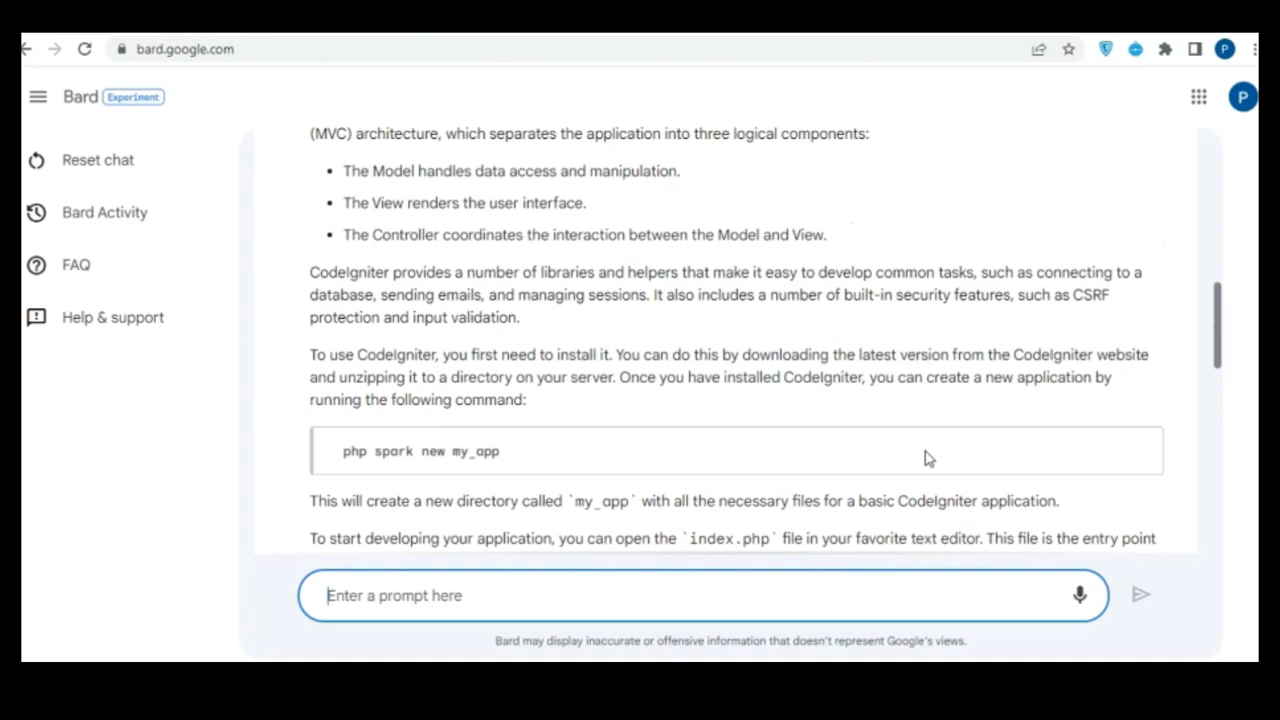 bard.google.com
P
Bard Experiment
P
Reset chat
Bard Activity
FAQ
Help & support
(MVC) architecture, which separates the application into three logical components:
• The Model handles data access and manipulation.
• The View renders the user interface.
• The Controller coordinates the interaction between the Model and View.
CodeIgniter provides a number of libraries and helpers that make it easy to develop common tasks, such as connecting to a
database, sending emails, and managing sessions. It also includes a number of built-in security features, such as CSRF
protection and input validation.
To use CodeIgniter, you first need to install it. You can do this by downloading the latest version from the CodeIgniter website
and unzipping it to a directory on your server. Once you have installed CodeIgniter, you can create a new application by
running the following command:
php spark new my_app
This will create a new directory called `my_app` with all the necessary files for a basic CodeIgniter application.
To start developing your application, you can open the `index.php` file in your favorite text editor. This file is the entry point
Enter a prompt here
Bard may display inaccurate or offensive information that doesn't represent Google's views.